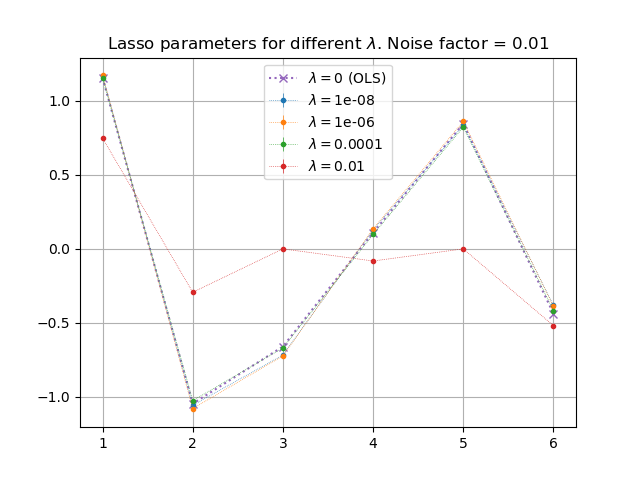 Lasso parameters for different λ. Noise factor = 0.01
λ = 0 (OLS)
λ = 1e-08
λ = 1e-06
λ = 0.0001
λ = 0.01
1.0
0.5
0.0
−0.5
−1.0
1 2 3 4 5 6